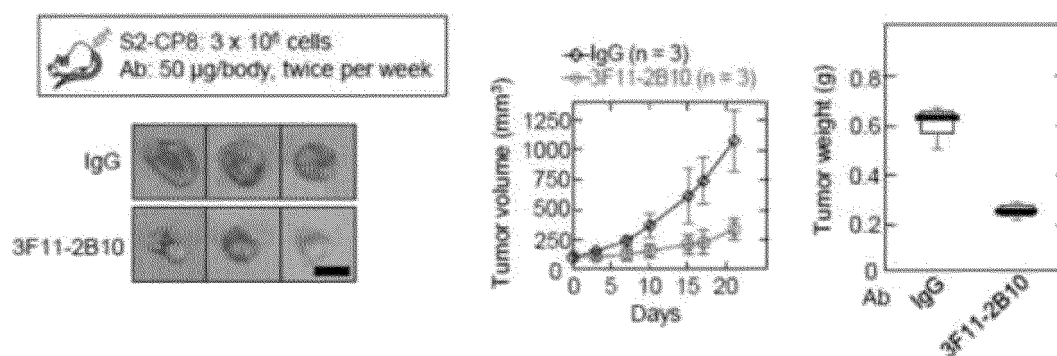 S2-CP8: 3 x 10⁶ cells
Ab: 50 µg/body, twice per week
IgG
3F11-2B10
IgG (n = 3)
3F11-2B10 (n = 3)
Tumor volume (mm³)
1250
1000
750
500
250
0
0 5 10 15 20
Days
Tumor weight (g)
0.8
0.6
0.4
0.2
0
Ab IgG 3F11-2B10